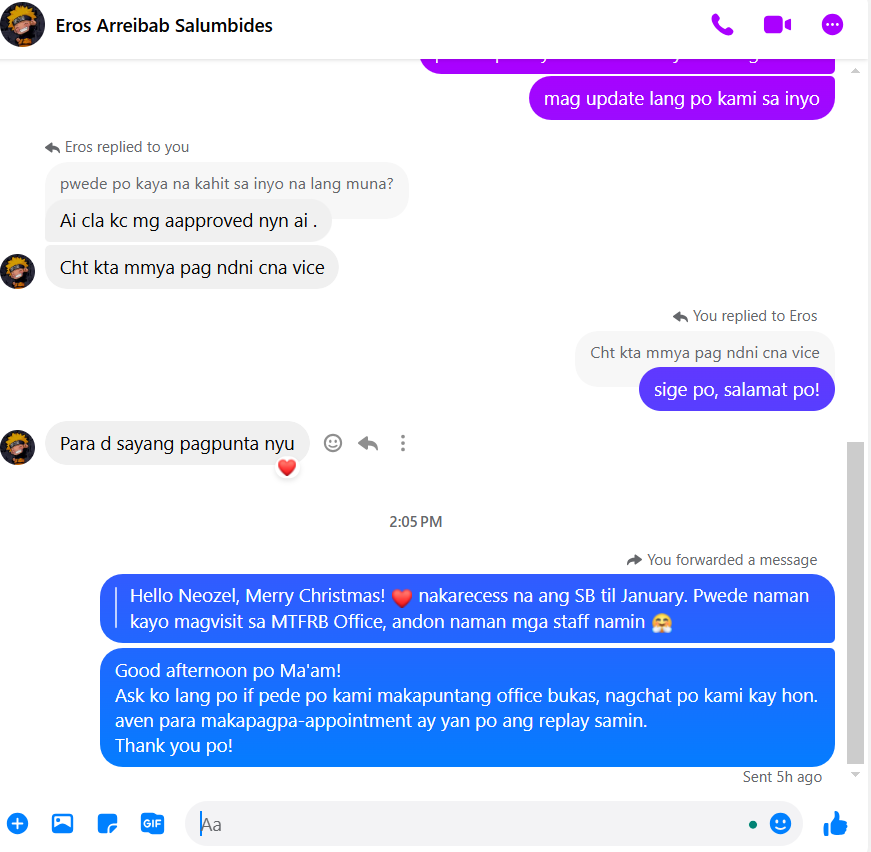 Eros Arreibab Salumbides
mag update lang po kami sa inyo
Eros replied to you
pwede po kaya na kahit sa inyo na lang muna?
Ai cla kc mg aapproved nyn ai .
Cht kta mmya pag ndni cna vice
You replied to Eros
Cht kta mmya pag ndni cna vice
sige po, salamat po!
Para d sayang pagpunta nyu
2:05 PM
You forwarded a message
Hello Neozel, Merry Christmas! ❤️ nakarecess na ang SB til January. Pwede naman
kayo magvisit sa MTFRB Office, andon naman mga staff namin 🤗
Good afternoon po Ma'am!
Ask ko lang po if pede po kami makapuntang office bukas, nagchat po kami kay hon.
aven para makapagpa-appointment ay yan po ang replay samin.
Thank you po!
Sent 5h ago
GIF
Aa